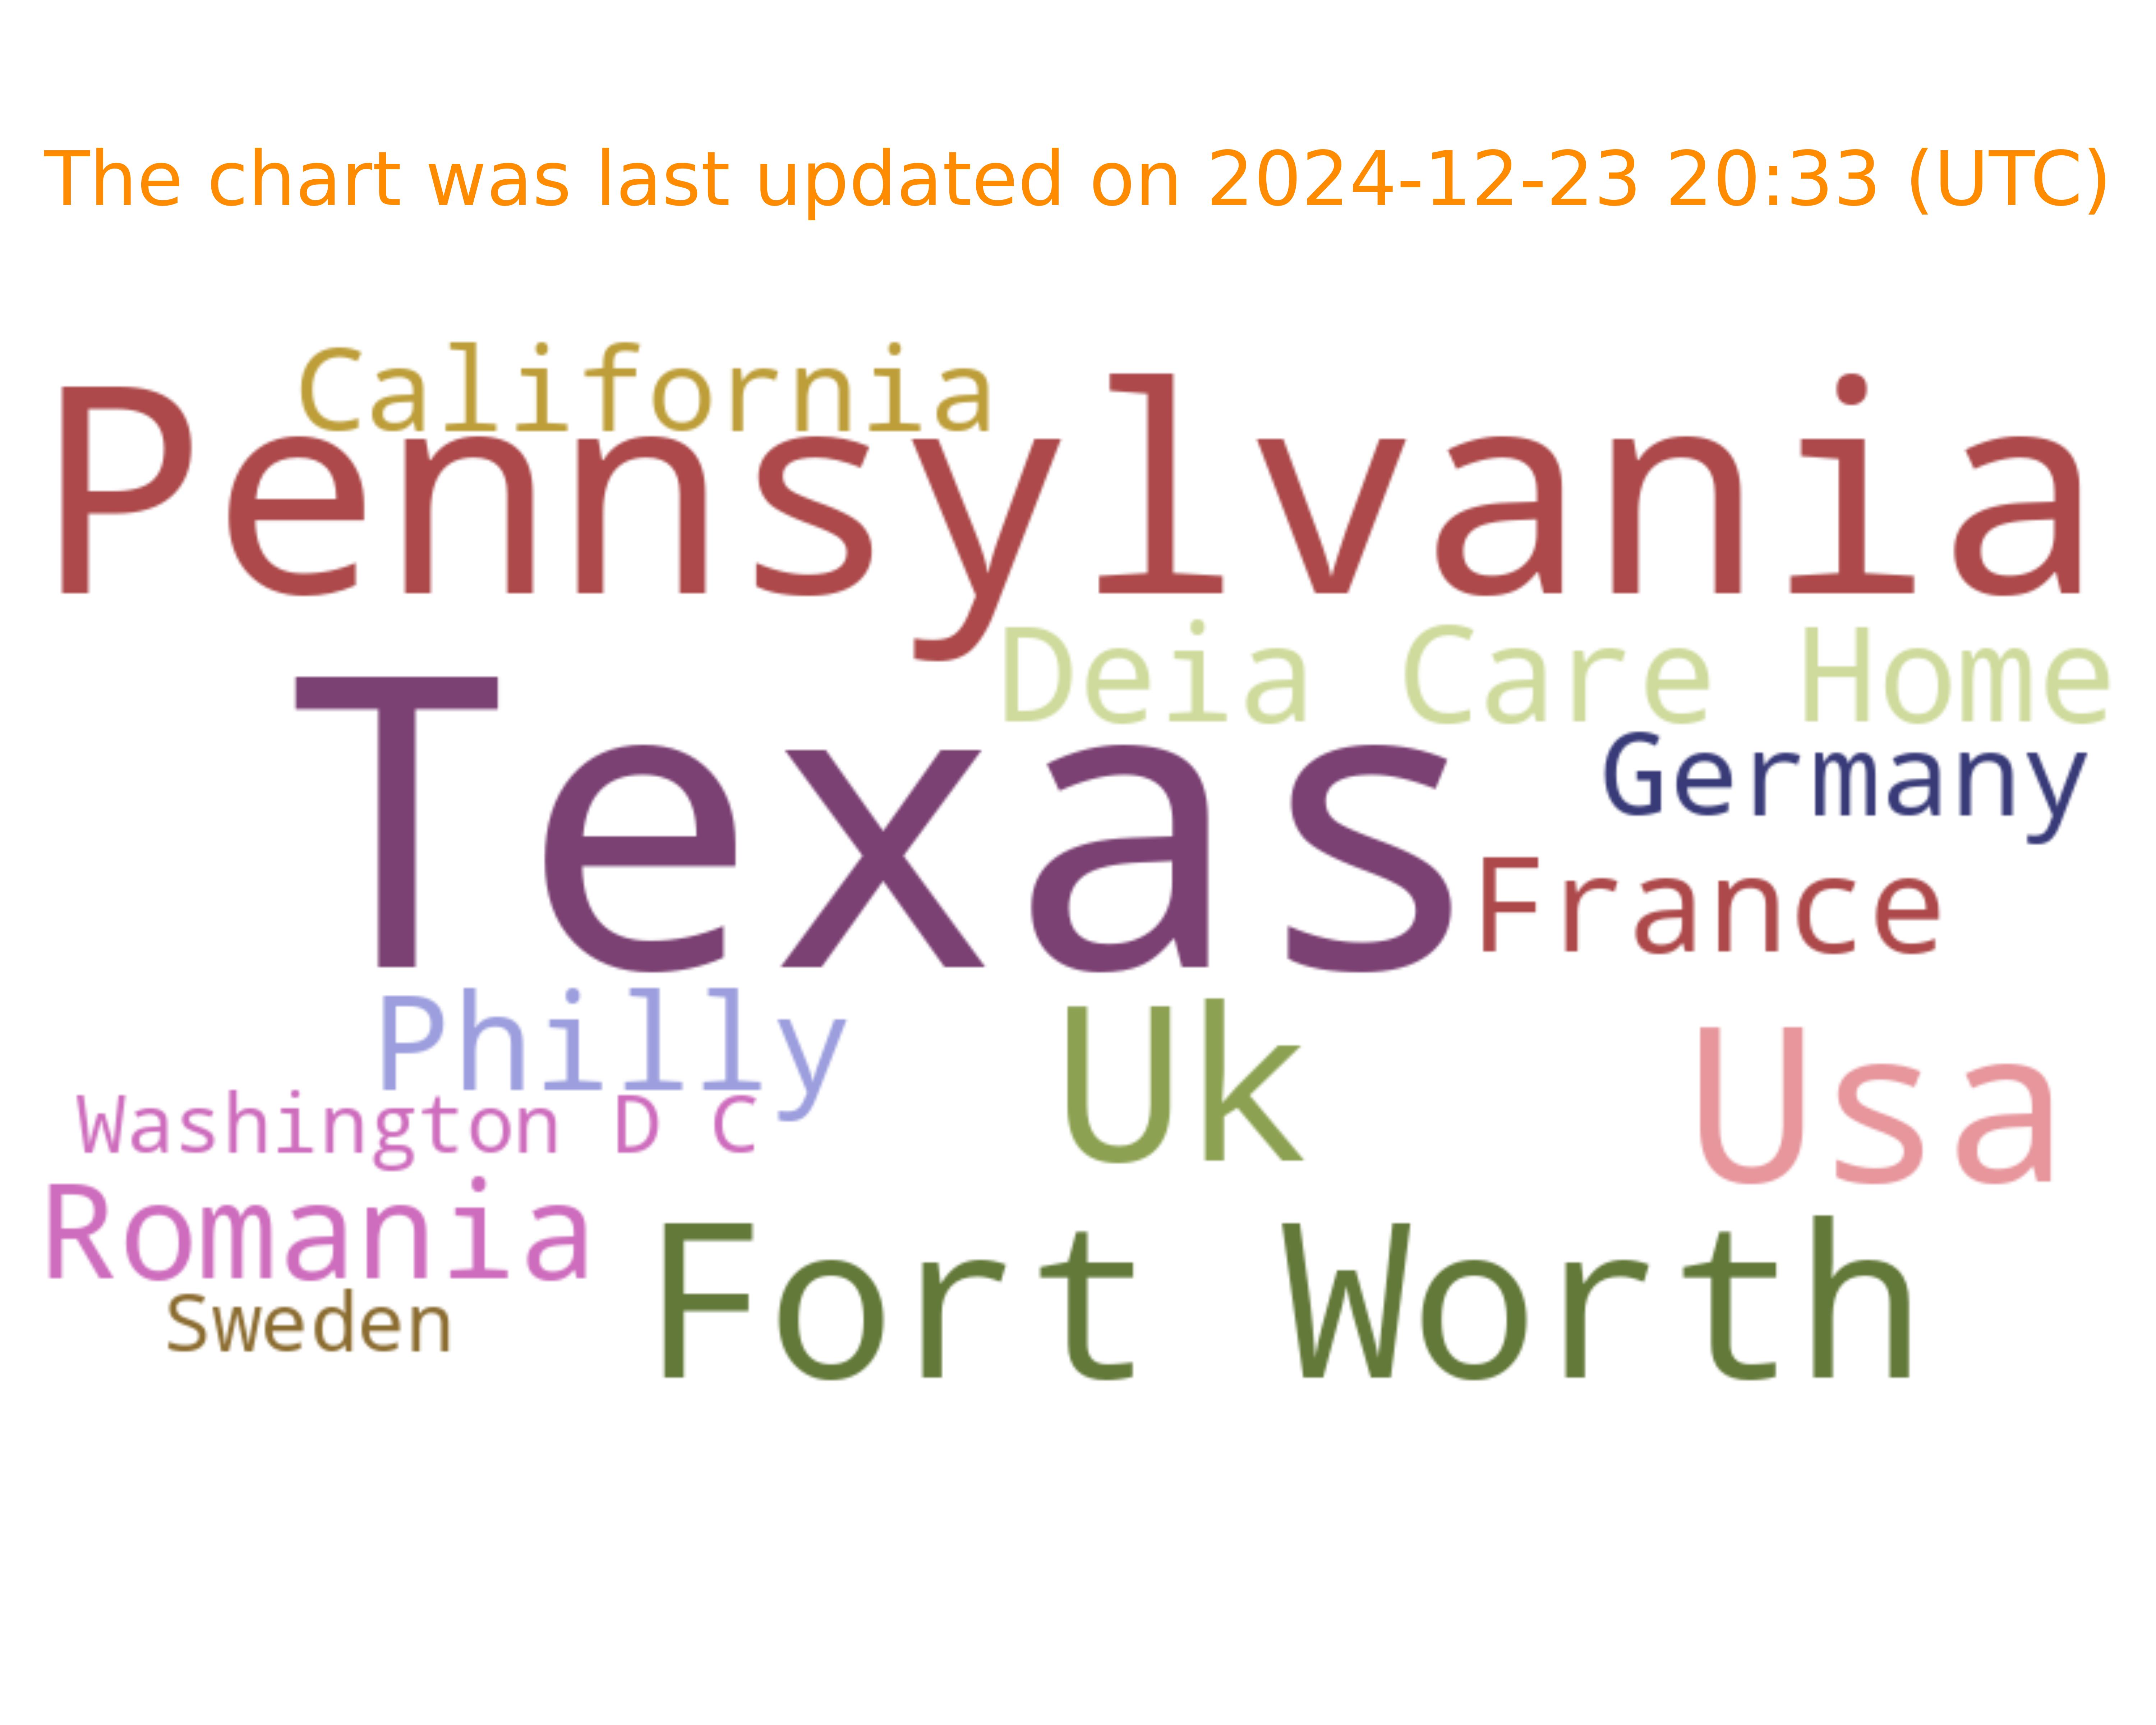 The chart was last updated on 2024-12-23 20:33 (UTC)
California
Pennsylvania
Deia Care Home
Texas
Germany
France
Philly
Uk
Usa
Washington D C
Romania
Fort Worth
Sweden